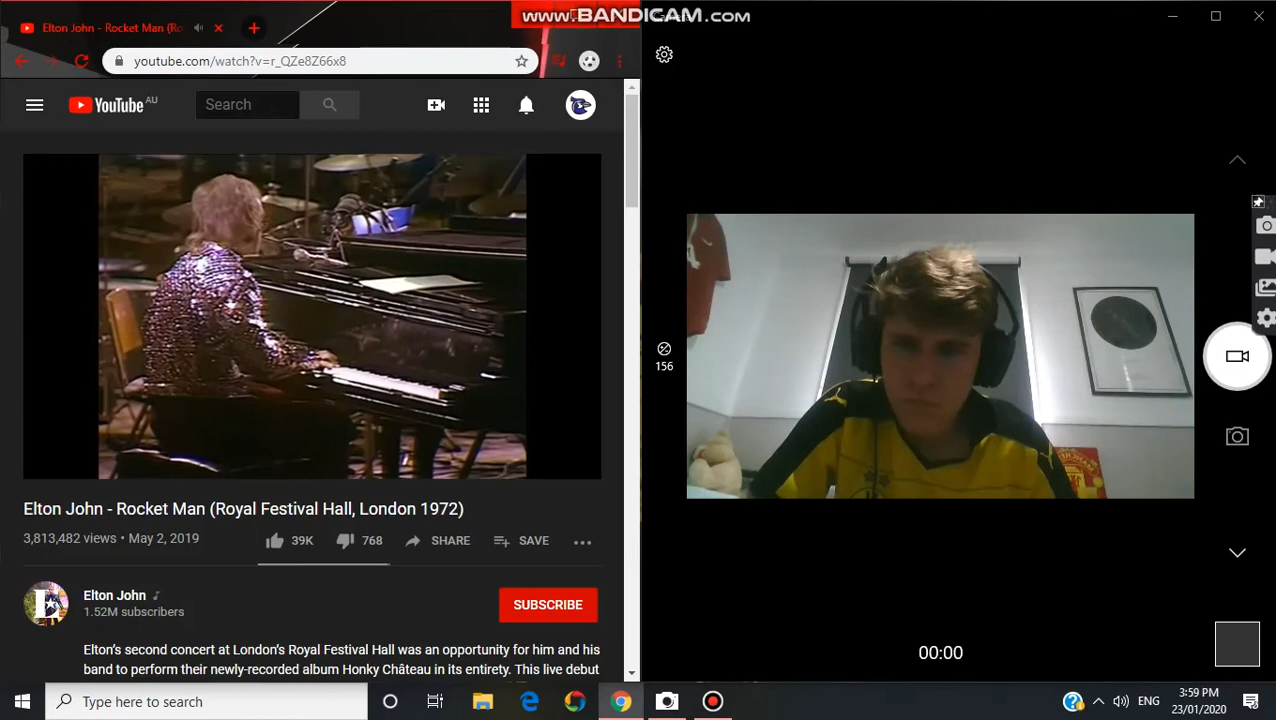 www.BANDICAM.com
Elton John - Rocket Man (Ro
youtube.com/watch?v=r_QZe8Z66x8
YouTube AU
Search
Elton John - Rocket Man (Royal Festival Hall, London 1972)
3,813,482 views • May 2, 2019
39K 768 SHARE SAVE
Elton John
1.52M subscribers
SUBSCRIBE
Elton's second concert at London's Royal Festival Hall was an opportunity for him and his
band to perform their newly-recorded album Honky Château in its entirety. This live debut
156
00:00
Type here to search
ENG
3:59 PM
23/01/2020